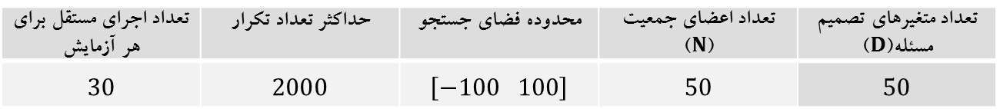 تعداد متغیرهای تصمیم
مسئله(D)
تعداد اعضای جمعیت
(N)
محدوده فضای جستجو
حداکثر تعداد تکرار
تعداد اجرای مستقل برای
هر آزمایش
50
50
[−100 100]
2000
30